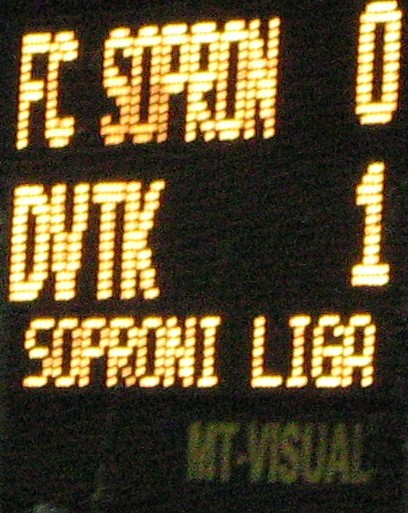 FC SOPRON 0
DVTK 1
SOPRONI LIGA
MT-VISUAL